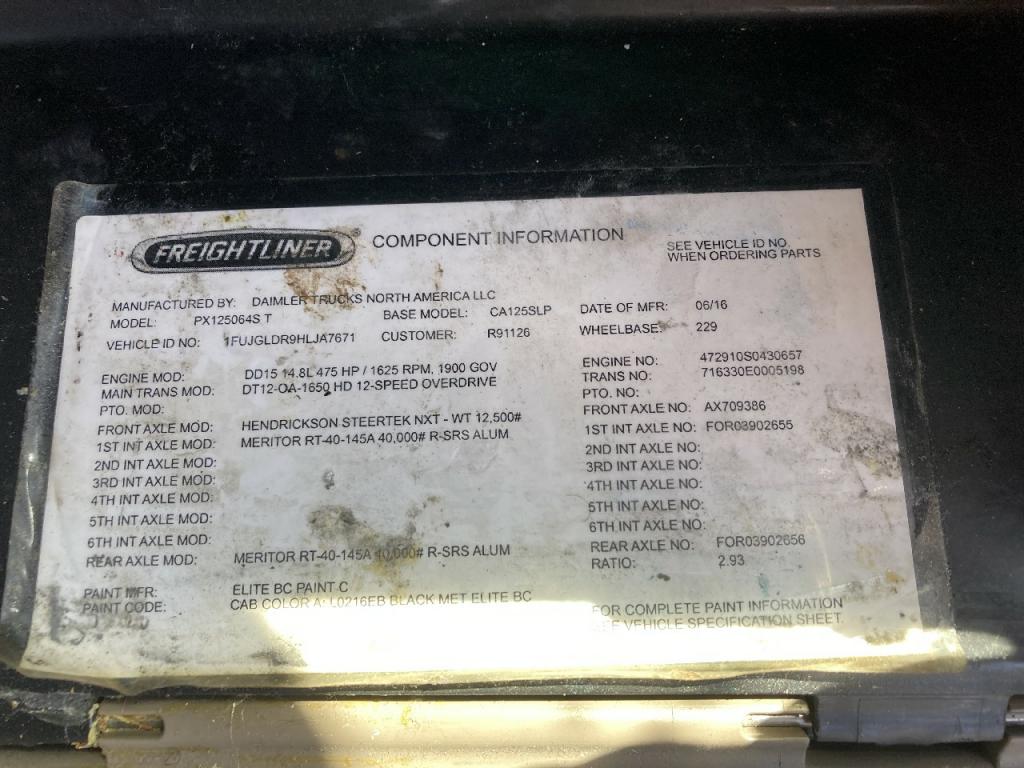 FREIGHTLINER COMPONENT INFORMATION SEE VEHICLE ID NO.
WHEN ORDERING PARTS
MANUFACTURED BY: DAIMLER TRUCKS NORTH AMERICA LLC
MODEL: PX125064S T BASE MODEL: CA125SLP DATE OF MFR: 06/16
VEHICLE ID NO: 1FUJGLDR9HLJA7671 CUSTOMER: R91126 WHEELBASE: 229
ENGINE MOD: DD15 14.8L 475 HP / 1625 RPM, 1900 GOV ENGINE NO: 472910S0430657
MAIN TRANS MOD: DT12-OA-1650 HD 12-SPEED OVERDRIVE TRANS NO: 716330E0005198
PTO. MOD: PTO. NO:
FRONT AXLE MOD: HENDRICKSON STEERTEK NXT - WT 12,500# FRONT AXLE NO: AX709386
1ST INT AXLE MOD: MERITOR RT-40-145A 40,000# R-SRS ALUM 1ST INT AXLE NO: FOR03902655
2ND INT AXLE MOD: 2ND INT AXLE NO:
3RD INT AXLE MOD: 3RD INT AXLE NO:
4TH INT AXLE MOD: 4TH INT AXLE NO:
5TH INT AXLE MOD: 5TH INT AXLE NO:
6TH INT AXLE MOD: 6TH INT AXLE NO:
REAR AXLE MOD: MERITOR RT-40-145A 40,000# R-SRS ALUM REAR AXLE NO: FOR03902656
RATIO: 2.93
PAINT MFR: ELITE BC PAINT C
PAINT CODE: CAB COLOR A: L0216EB BLACK MET ELITE BC FOR COMPLETE PAINT INFORMATION
SEE VEHICLE SPECIFICATION SHEET.